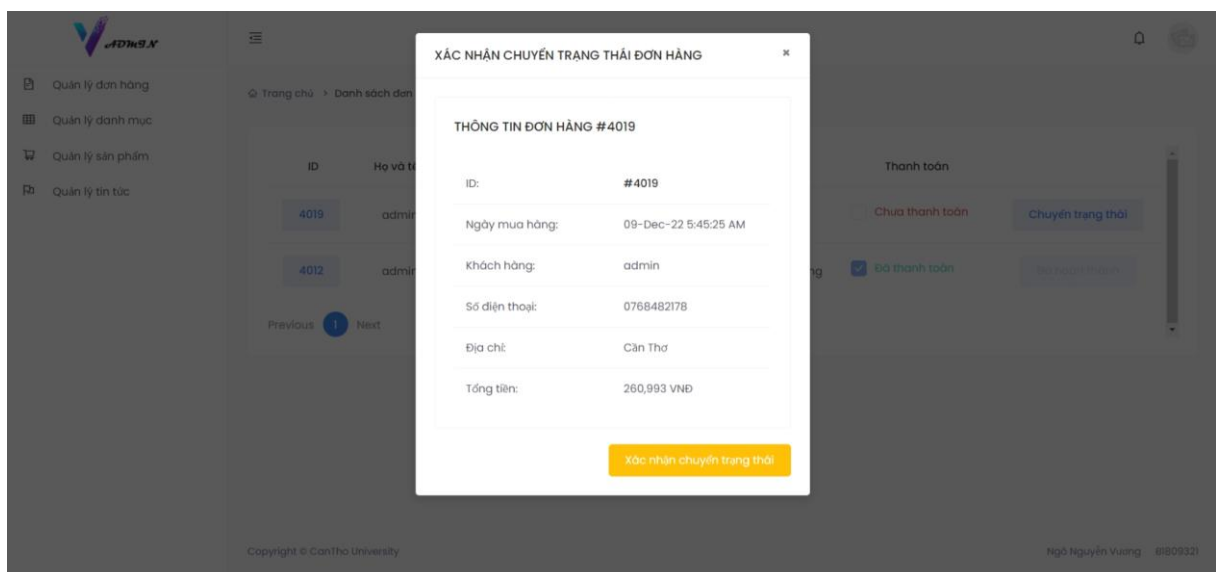 ADMIN
XÁC NHẬN CHUYỂN TRẠNG THÁI ĐƠN HÀNG ×
Quản lý đơn hàng
Trang chủ > Danh sách đơn
Quản lý danh mục
THÔNG TIN ĐƠN HÀNG #4019
Quản lý sản phẩm
ID Họ và tê Thanh toán
Quản lý tin tức
ID: #4019
4019 admin Chưa thanh toán Chuyển trạng thái
Ngày mua hàng: 09-Dec-22 5:45:25 AM
Khách hàng: admin
4012 admin ng Đã thanh toán
Số điện thoại: 0768482178
Previous 1 Next
Địa chỉ: Cần Thơ
Tổng tiền: 260,993 VNĐ
Xác nhận chuyển trạng thái
Copyright © CanTho University Ngô Nguyễn Vương